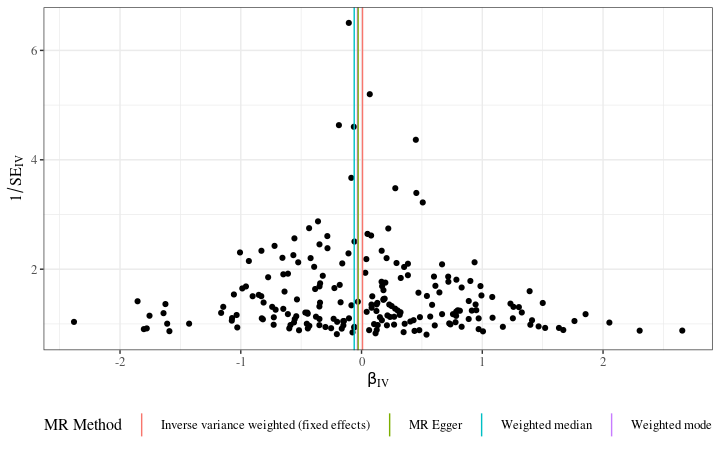 6
4
2
1/SE_IV
-2
-1
0
1
2
β_IV
MR Method
Inverse variance weighted (fixed effects)
MR Egger
Weighted median
Weighted mode